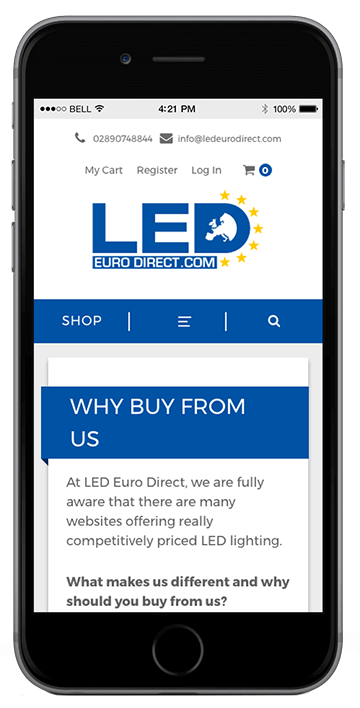 BELL 4:21 PM 100%
02890748844 info@ledeurodirect.com
My Cart Register Log In 0
LED
EURO DIRECT.COM
SHOP
WHY BUY FROM
US
At LED Euro Direct, we are fully
aware that there are many
websites offering really
competitively priced LED lighting.
What makes us different and why
should you buy from us?